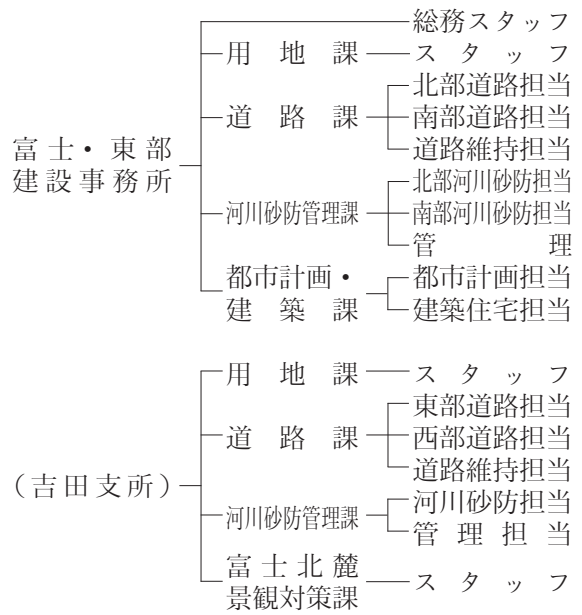 総務スタッフ
用地課 スタッフ
北部道路担当
道路課 南部道路担当
道路維持担当
富士・東部
建設事務所
北部河川砂防担当
河川砂防管理課 南部河川砂防担当
管理
都市計画・ 都市計画担当
建築課 建築住宅担当
用地課 スタッフ
東部道路担当
道路課 西部道路担当
道路維持担当
（吉田支所）
河川砂防管理課 河川砂防担当
管理担当
富士北麓
景観対策課 スタッフ